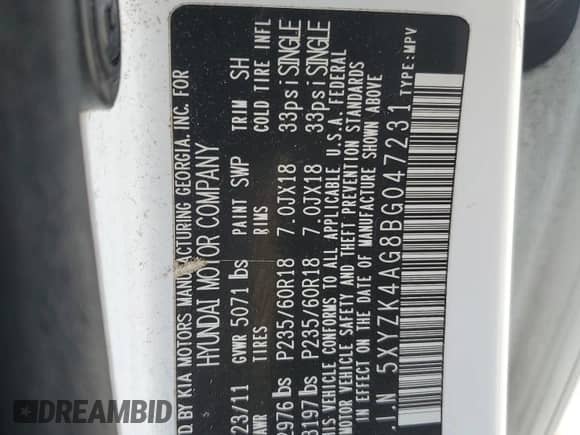 D BY KIA MOTORS MANUFACTURING GEORGIA. INC. FOR
HYUNDAI MOTOR COMPANY
23/11 GVWR 5071 lbs PAINT SWP TRIM SH
AWR TIRES RIMS COLD TIRE INFL
2976 lbs P235/60R18 7.0JX18 33psi SINGLE
3197 lbs P235/60R18 7.0JX18 33psi SINGLE
HIS VEHICLE CONFORMS TO ALL APPLICABLE U.S.A. FEDERAL
MOTOR VEHICLE SAFETY AND THEFT PREVENTION STANDARDS
IN EFFECT ON THE DATE OF MANUFACTURE SHOWN ABOVE
.I.N 5XYZK4AG8BG047231 TYPE:MPV
DREAMBID